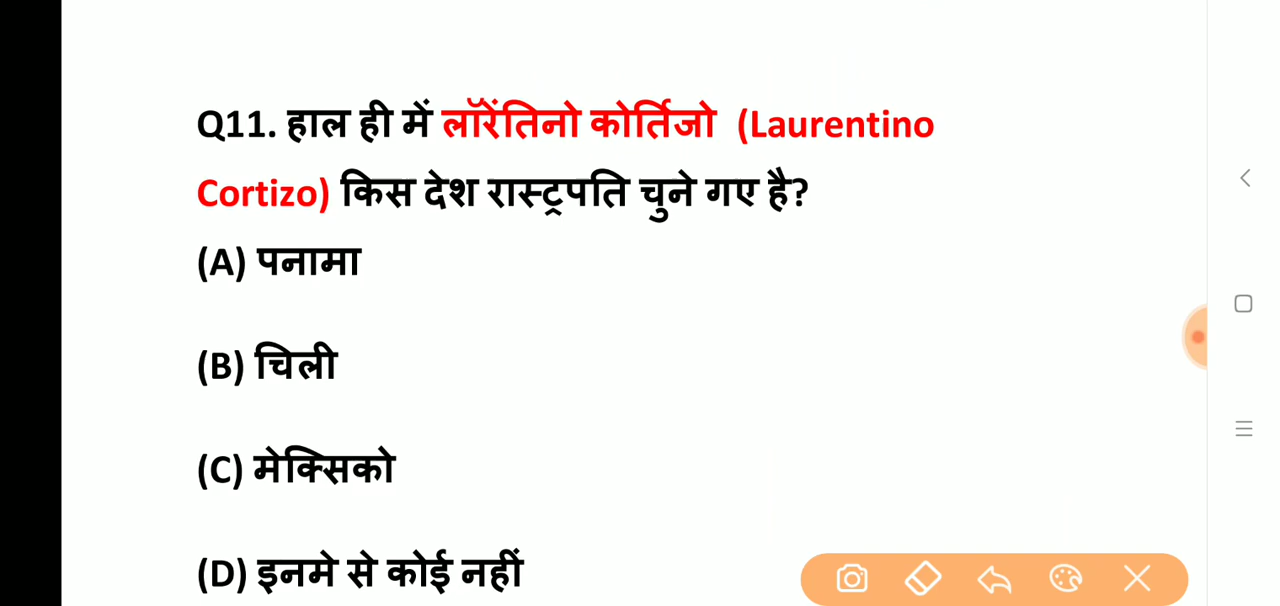 Q11. हाल ही में लॉरेंतिनो कोर्तिजो (Laurentino
Cortizo) किस देश रास्ट्रपति चुने गए है?
(A) पनामा
(B) चिली
(C) मेक्सिको
(D) इनमे से कोई नहीं